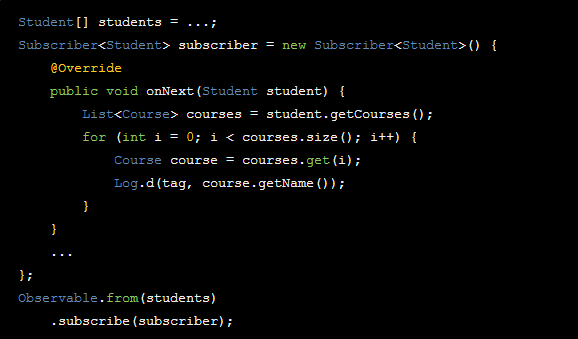 Student[] students = ...;
Subscriber<Student> subscriber = new Subscriber<Student>() {
    @Override
    public void onNext(Student student) {
        List<Course> courses = student.getCourses();
        for (int i = 0; i < courses.size(); i++) {
            Course course = courses.get(i);
            Log.d(tag, course.getName());
        }
    }
    ...
};
Observable.from(students)
    .subscribe(subscriber);